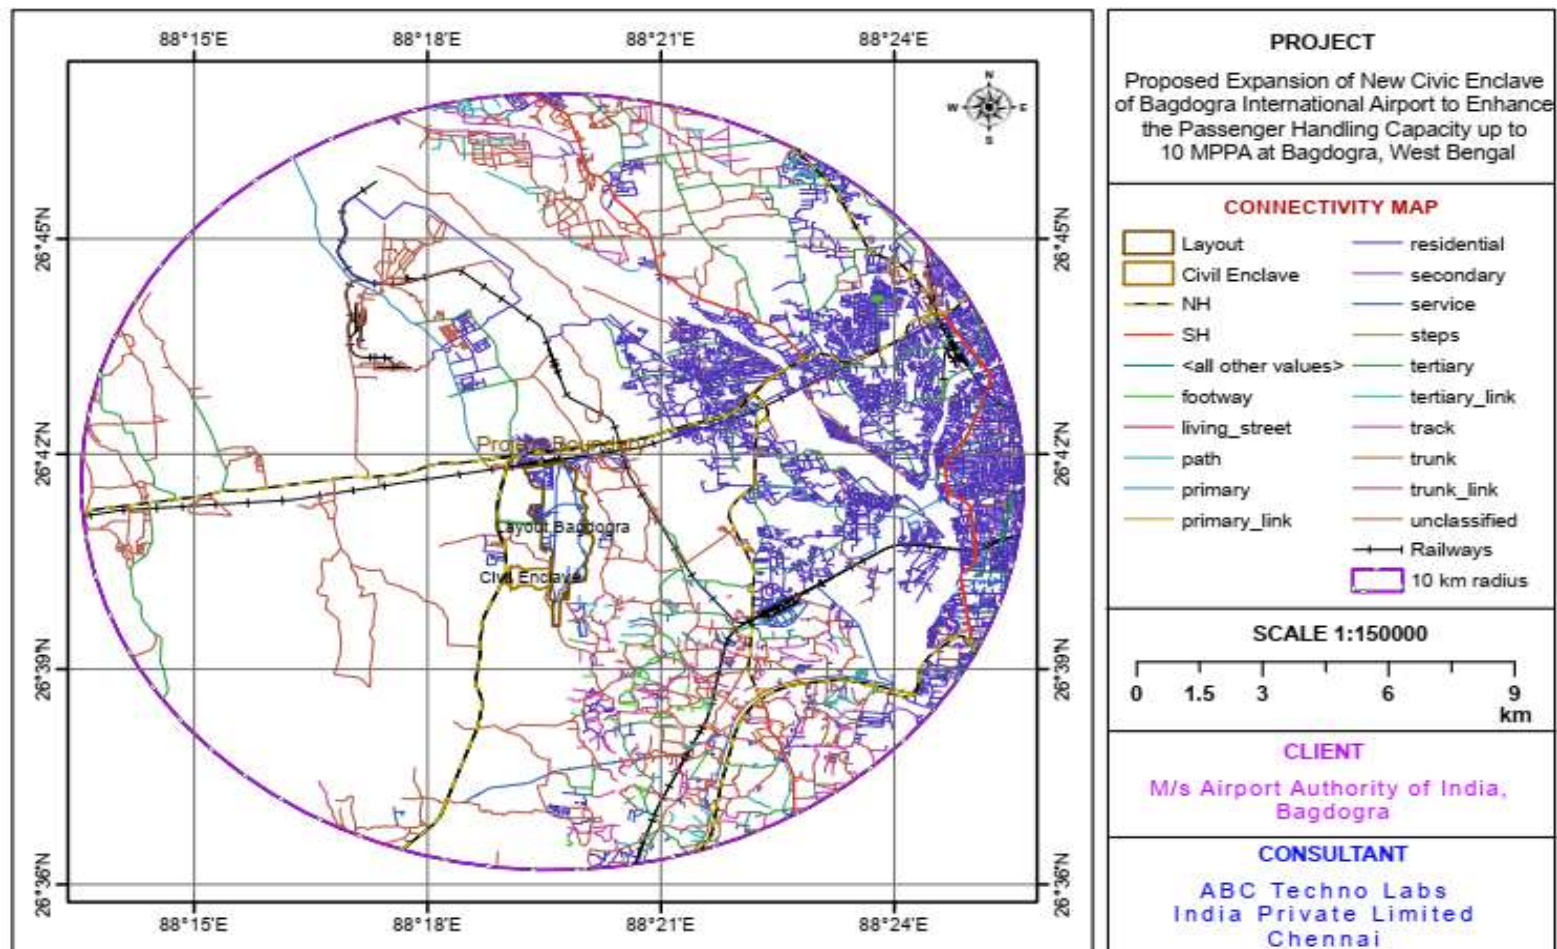 88°15'E 88°18'E 88°21'E 88°24'E
N
W E
S
26°45'N 26°45'N
26°42'N 26°42'N
26°39'N 26°39'N
26°36'N 26°36'N
Project Boundary
Layout Bagdogra
Civil Enclave
88°15'E 88°18'E 88°21'E 88°24'E
PROJECT
Proposed Expansion of New Civic Enclave
of Bagdogra International Airport to Enhance
the Passenger Handling Capacity up to
10 MPPA at Bagdogra, West Bengal
CONNECTIVITY MAP
Layout
Civil Enclave
NH
SH
<all other values>
footway
living_street
path
primary
primary_link
residential
secondary
service
steps
tertiary
tertiary_link
track
trunk
trunk_link
unclassified
Railways
10 km radius
SCALE 1:150000
0 1.5 3 6 9
km
CLIENT
M/s Airport Authority of India,
Bagdogra
CONSULTANT
ABC Techno Labs
India Private Limited
Chennai